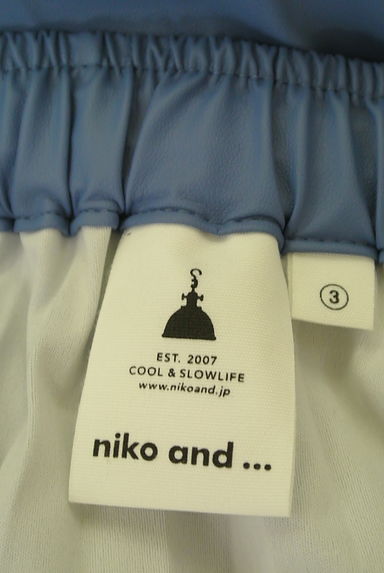 ③
EST. 2007
COOL & SLOWLIFE
www.nikoand.jp
niko and ...